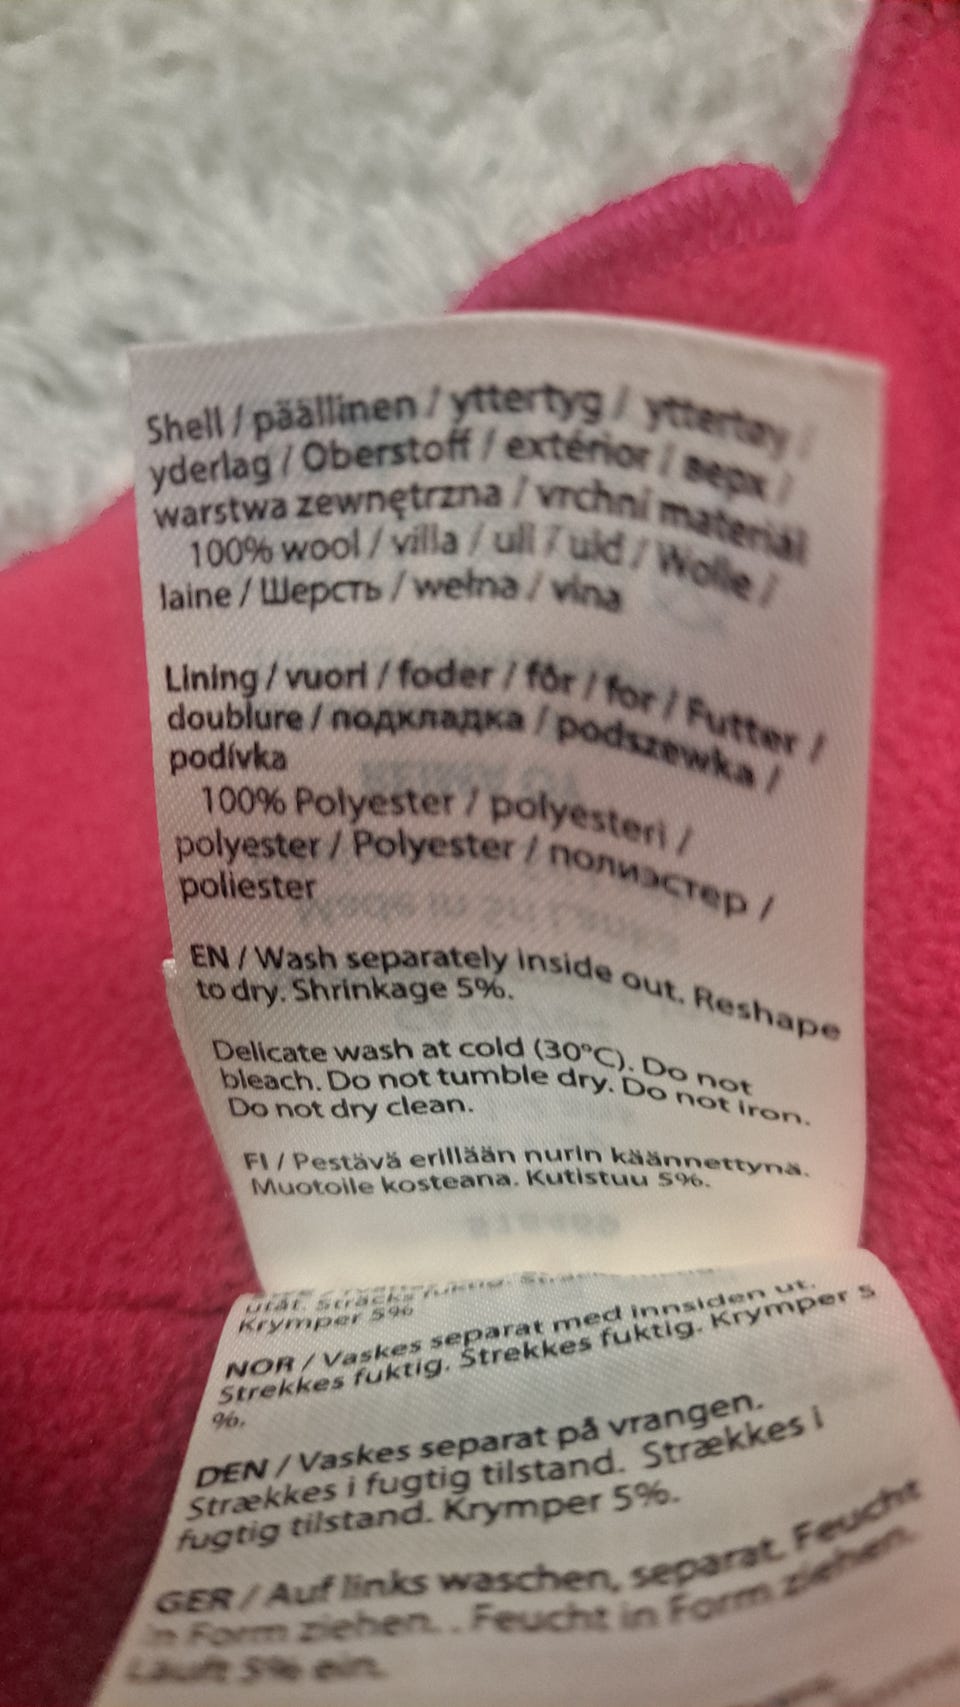 Shell / päällinen / yttertyg / yttertøy /
yderlag / Oberstoff / extérior / верх /
warstwa zewnętrzna / vrchní materiál
100% wool / villa / ull / uld / Wolle /
laine / Шерсть / wełna / vlna
Lining / vuori / foder / fôr / for / Futter /
doublure / подкладка / podszewka /
podívka
100% Polyester / polyesteri /
polyester / Polyester / полиэстер /
poliester
EN / Wash separately inside out. Reshape
to dry. Shrinkage 5%.
Delicate wash at cold (30°C). Do not
bleach. Do not tumble dry. Do not iron.
Do not dry clean.
FI / Pestävä erillään nurin käännettynä.
Muotoile kosteana. Kutistuu 5%.
utåt. Sträcks
Krymper 5%
NOR / Vaskes separat med innsiden ut.
Strekkes fuktig. Strekkes fuktig. Krymper 5
%.
DEN / Vaskes separat på vrangen.
Strækkes i fugtig tilstand. Strækkes i
fugtig tilstand. Krymper 5%.
GER / Auf links waschen, separat. Feucht
in Form ziehen. . Feucht in Form ziehen.
Läuft 5% ein.